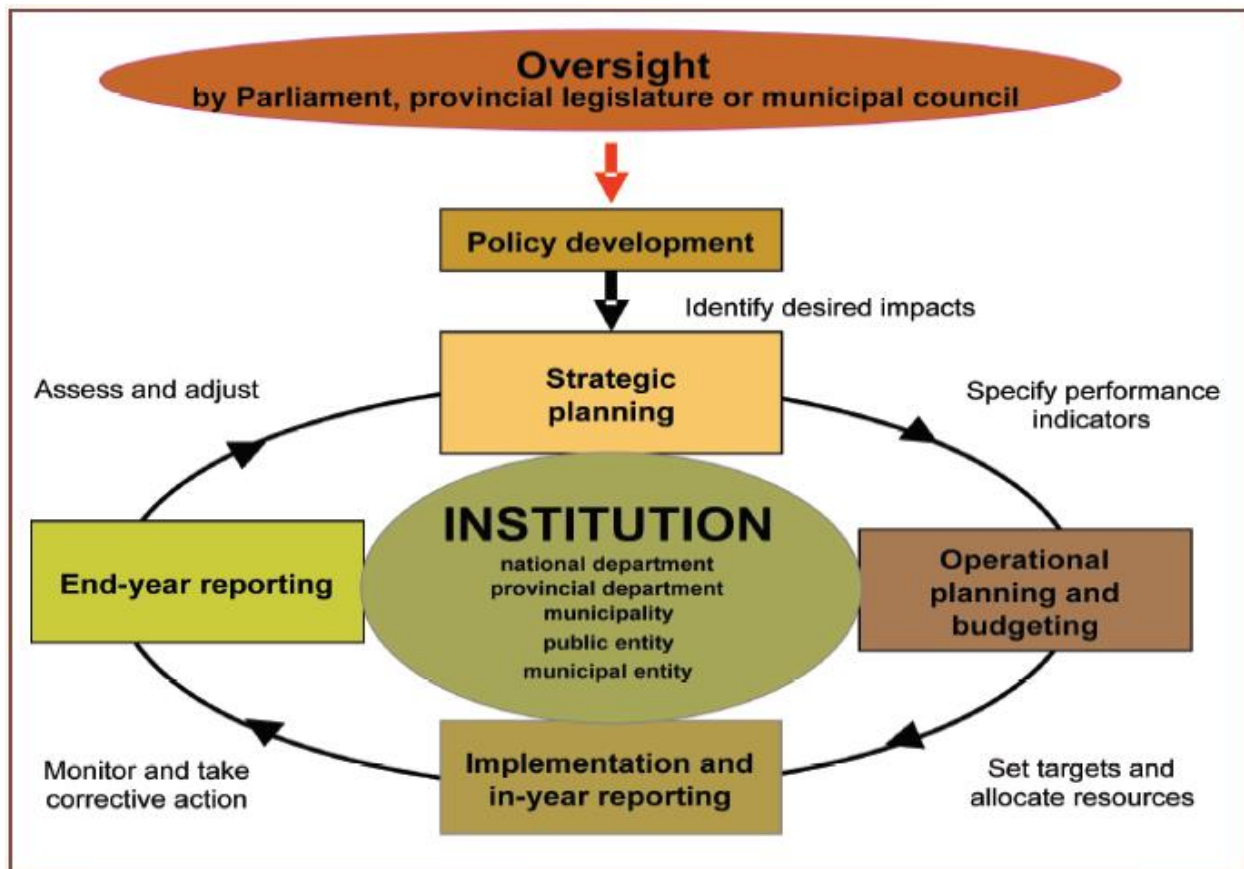 Oversight
by Parliament, provincial legislature or municipal council
Policy development
Identify desired impacts
Strategic
planning
Assess and adjust
Specify performance
indicators
INSTITUTION
national department
provincial department
municipality
public entity
municipal entity
End-year reporting
Operational
planning and
budgeting
Implementation and
in-year reporting
Monitor and take
corrective action
Set targets and
allocate resources